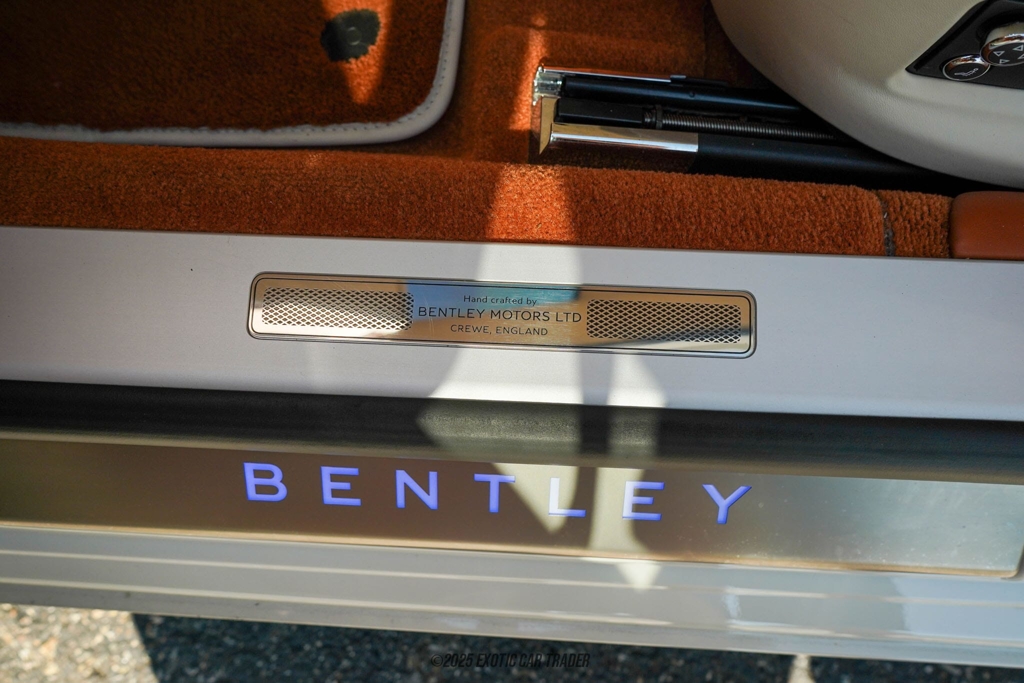 Hand crafted by
BENTLEY MOTORS LTD
CREWE, ENGLAND
BENTLEY
©2025 EXOTIC CAR TRADER